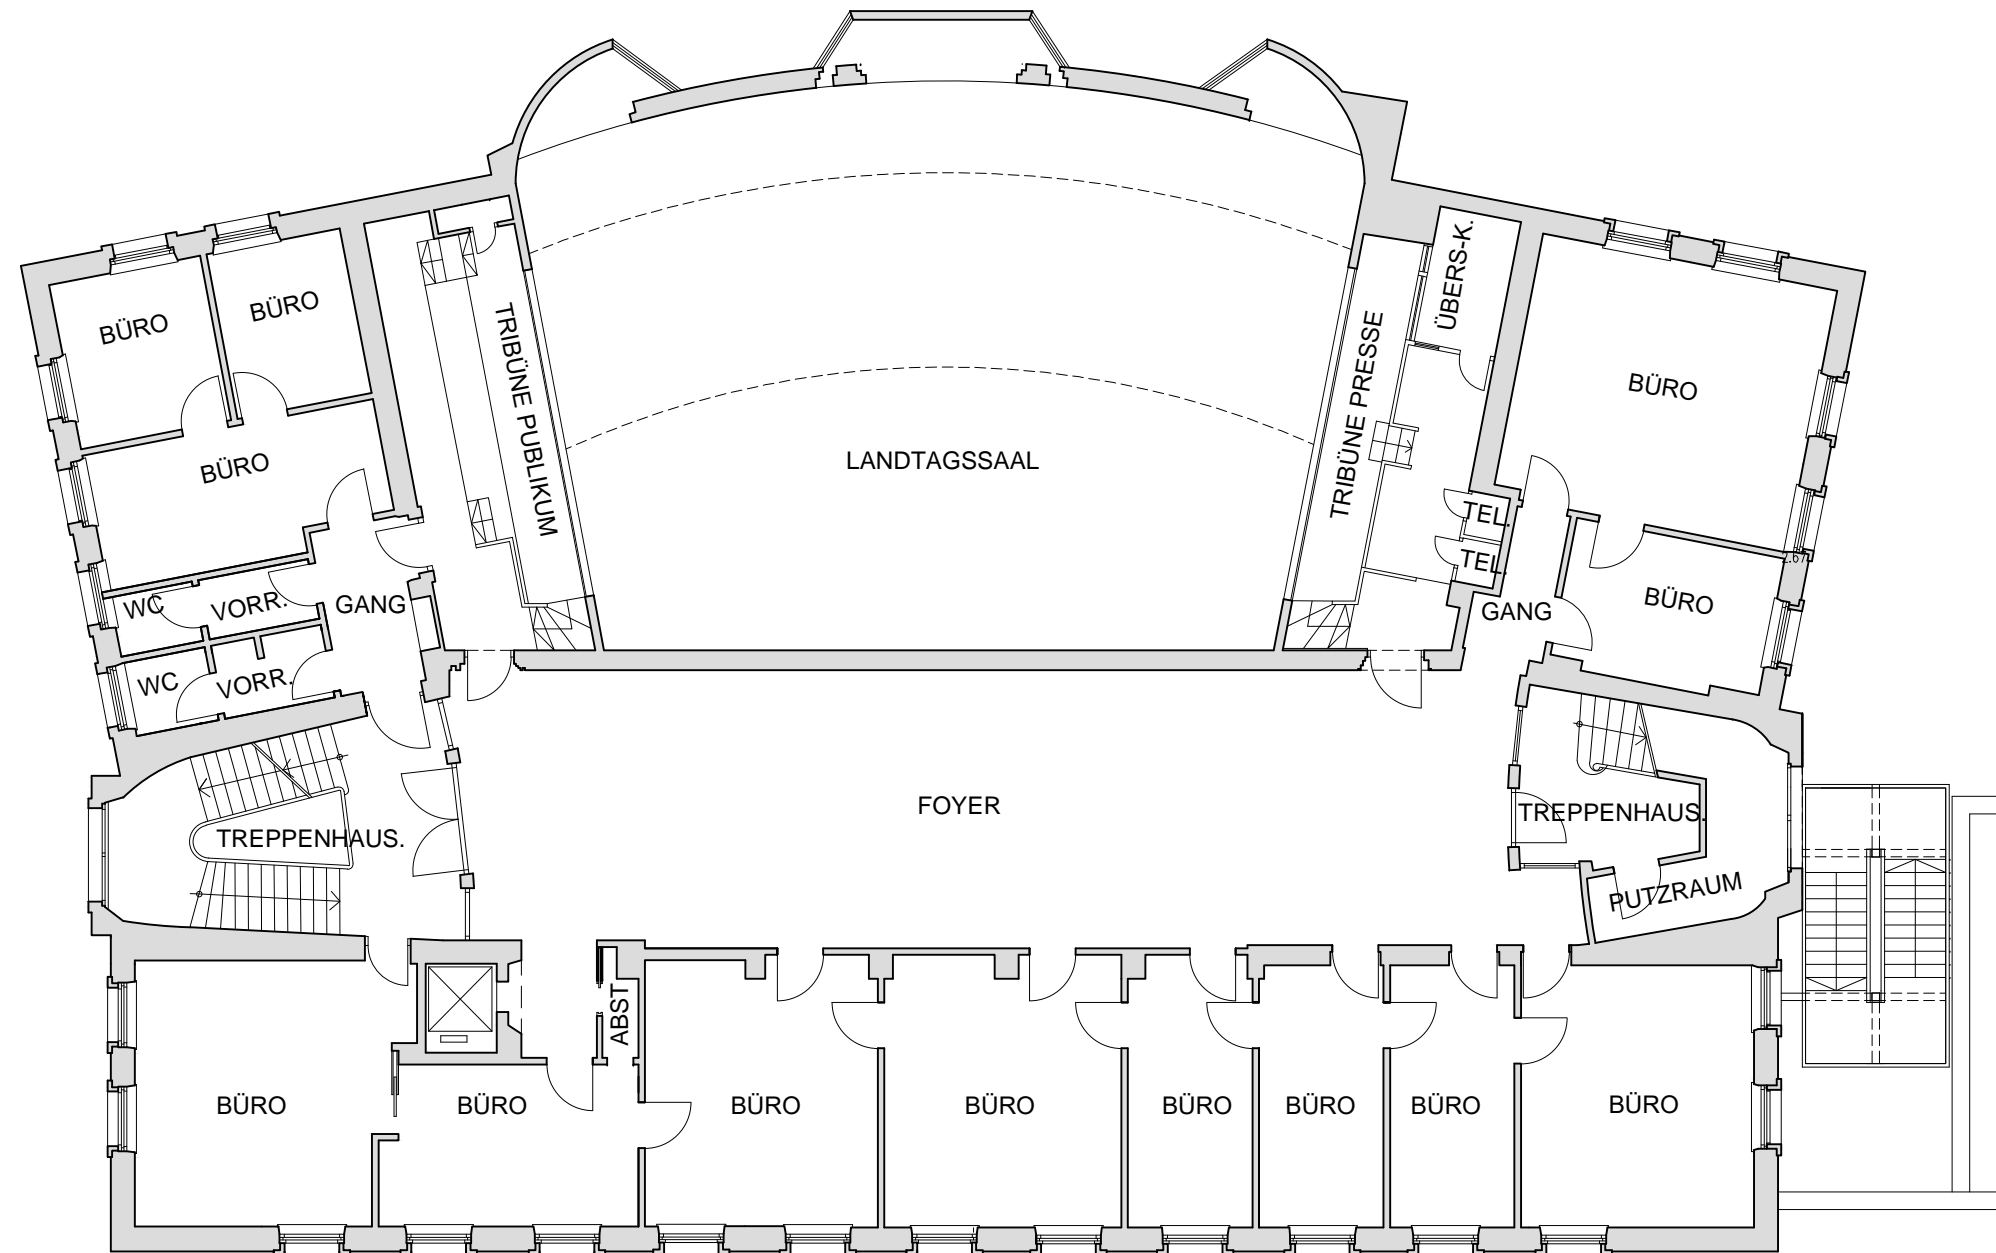 ÜBERS-K.
BÜRO
BÜRO
TRIBÜNE PUBLIKUM
TRIBÜNE PRESSE
BÜRO
BÜRO
LANDTAGSSAAL
TEL.
TEL.
WC
VORR.
GANG
GANG
BÜRO
WC
VORR.
TREPPENHAUS.
FOYER
TREPPENHAUS.
PUTZRAUM
ABST
BÜRO
BÜRO
BÜRO
BÜRO
BÜRO
BÜRO
BÜRO
BÜRO